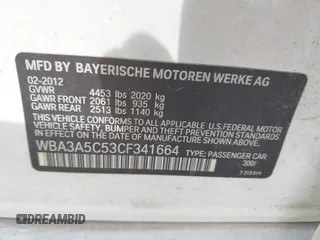 MFD BY BAYERISCHE MOTOREN WERKE AG
02-2012
GVWR 4453 lbs 2020 kg
GAWR FRONT 2061 lbs 935 kg
GAWR REAR 2513 lbs 1140 kg
THIS VEHICLE CONFORMS TO ALL APPLICABLE U.S. FEDERAL MOTOR
VEHICLE SAFETY, BUMPER AND THEFT PREVENTION STANDARDS IN
EFFECT ON THE DATE OF MANUFACTURE SHOWN ABOVE.
WBA3A5C53CF341664 TYPE: PASSENGER CAR
300/
AUTOBIDMASTER